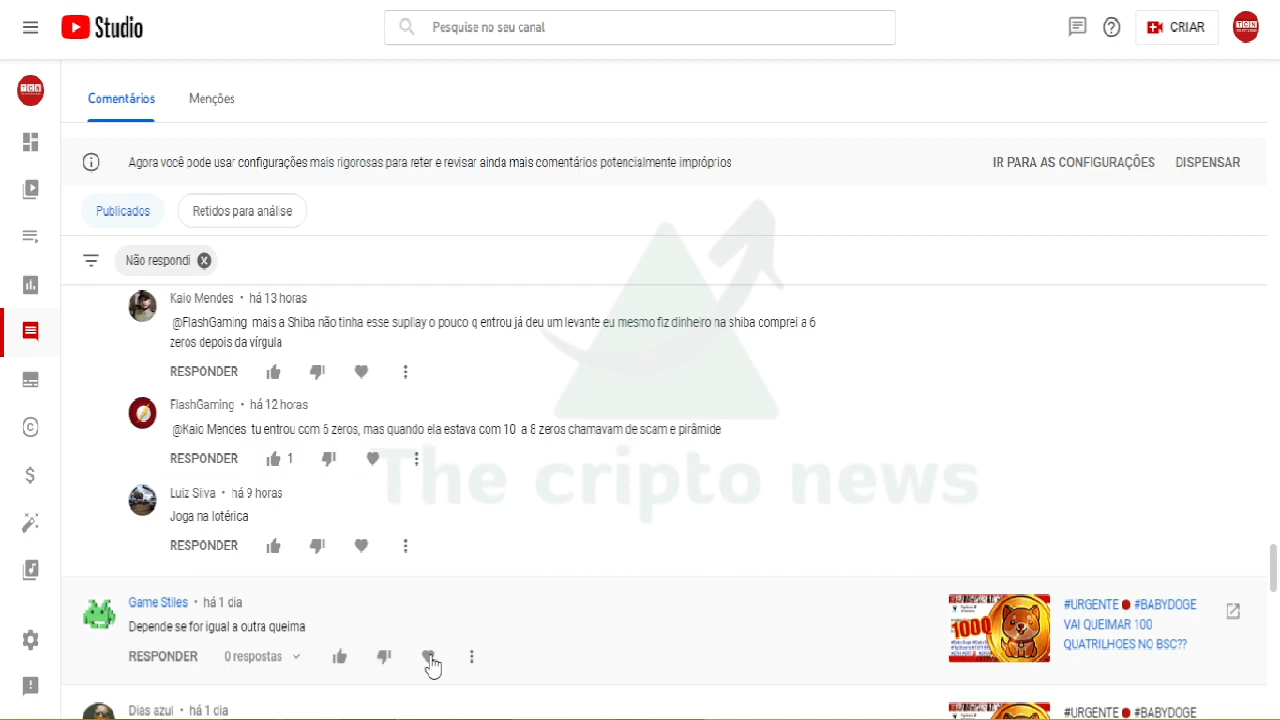 Studio
Pesquise no seu canal
CRIAR
TCN
TCN
Comentários
Menções
Agora você pode usar configurações mais rigorosas para reter e revisar ainda mais comentários potencialmente impróprios
IR PARA AS CONFIGURAÇÕES
DISPENSAR
Publicados
Retidos para análise
Não respondi
Kaio Mendes • há 13 horas
@FlashGaming mais a Shiba não tinha esse suplay o pouco q entrou já deu um levante eu mesmo fiz dinheiro na shiba comprei a 6
zeros depois da vírgula
RESPONDER
FlashGaming • há 12 horas
@Kaio Mendes tu entrou com 6 zeros, mas quando ela estava com 10 a 8 zeros chamavam de scam e pirâmide
RESPONDER 1
The cripto news
Luiz Silva • há 9 horas
Joga na lotérica
RESPONDER
Game Stiles • há 1 dia
Depende se for igual a outra queima
RESPONDER 0 respostas
1000
#URGENTE 🔴 #BABYDOGE
VAI QUEIMAR 100
QUATRILHOES NO BSC??
Dias azul • há 1 dia
#URGENTE 🔴 #BABYDOGE